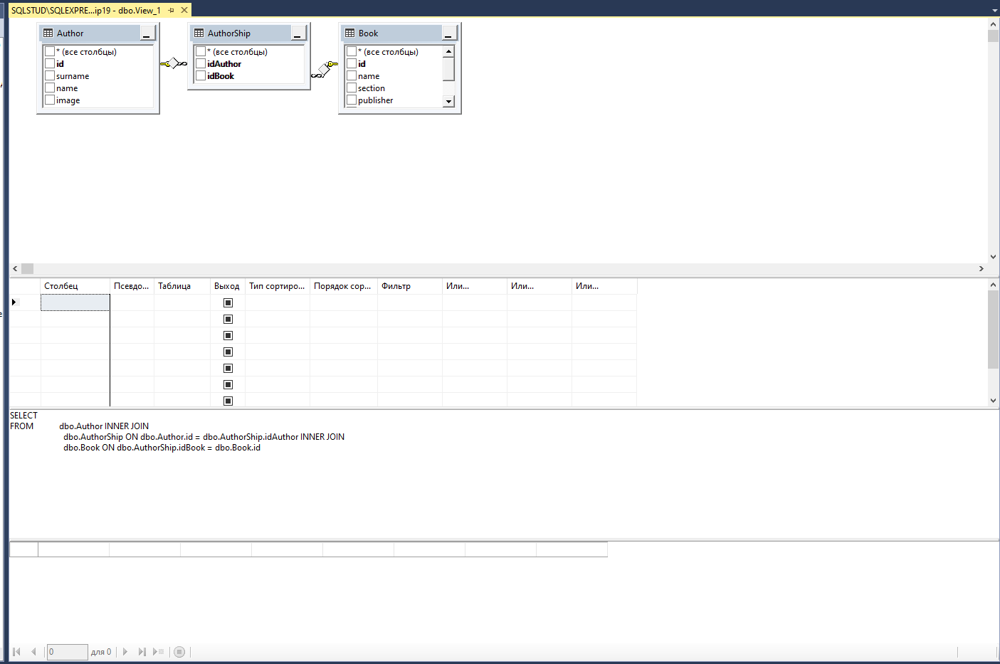 SQLSTUD\SQLEXPRE...ip19 - dbo.View_1
Author
* (все столбцы)
id
surname
name
image
AuthorShip
* (все столбцы)
idAuthor
idBook
Book
* (все столбцы)
id
name
section
publisher
Столбец Псевдо... Таблица Выход Тип сортиро... Порядок сор... Фильтр Или... Или... Или...
SELECT
FROM dbo.Author INNER JOIN
dbo.AuthorShip ON dbo.Author.id = dbo.AuthorShip.idAuthor INNER JOIN
dbo.Book ON dbo.AuthorShip.idBook = dbo.Book.id
0 для 0